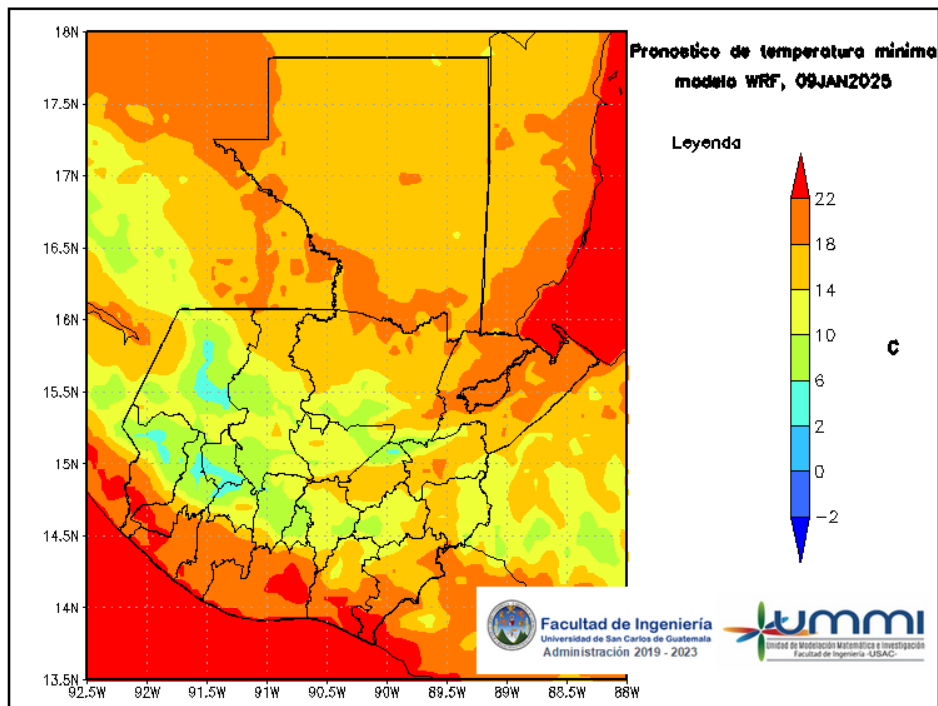 Pronostico de temperatura minima
modelo WRF, 09JAN2025
Leyenda
22
18
14
10
6
2
0
−2
C
18N
17.5N
17N
16.5N
16N
15.5N
15N
14.5N
14N
13.5N
92.5W 92W 91.5W 91W 90.5W 90W 89.5W 89W 88.5W 88W
Facultad de Ingeniería
Universidad de San Carlos de Guatemala
Administración 2019 - 2023
UMMI
Unidad de Modelación Matemática e Investigación
Facultad de Ingeniería -USAC-